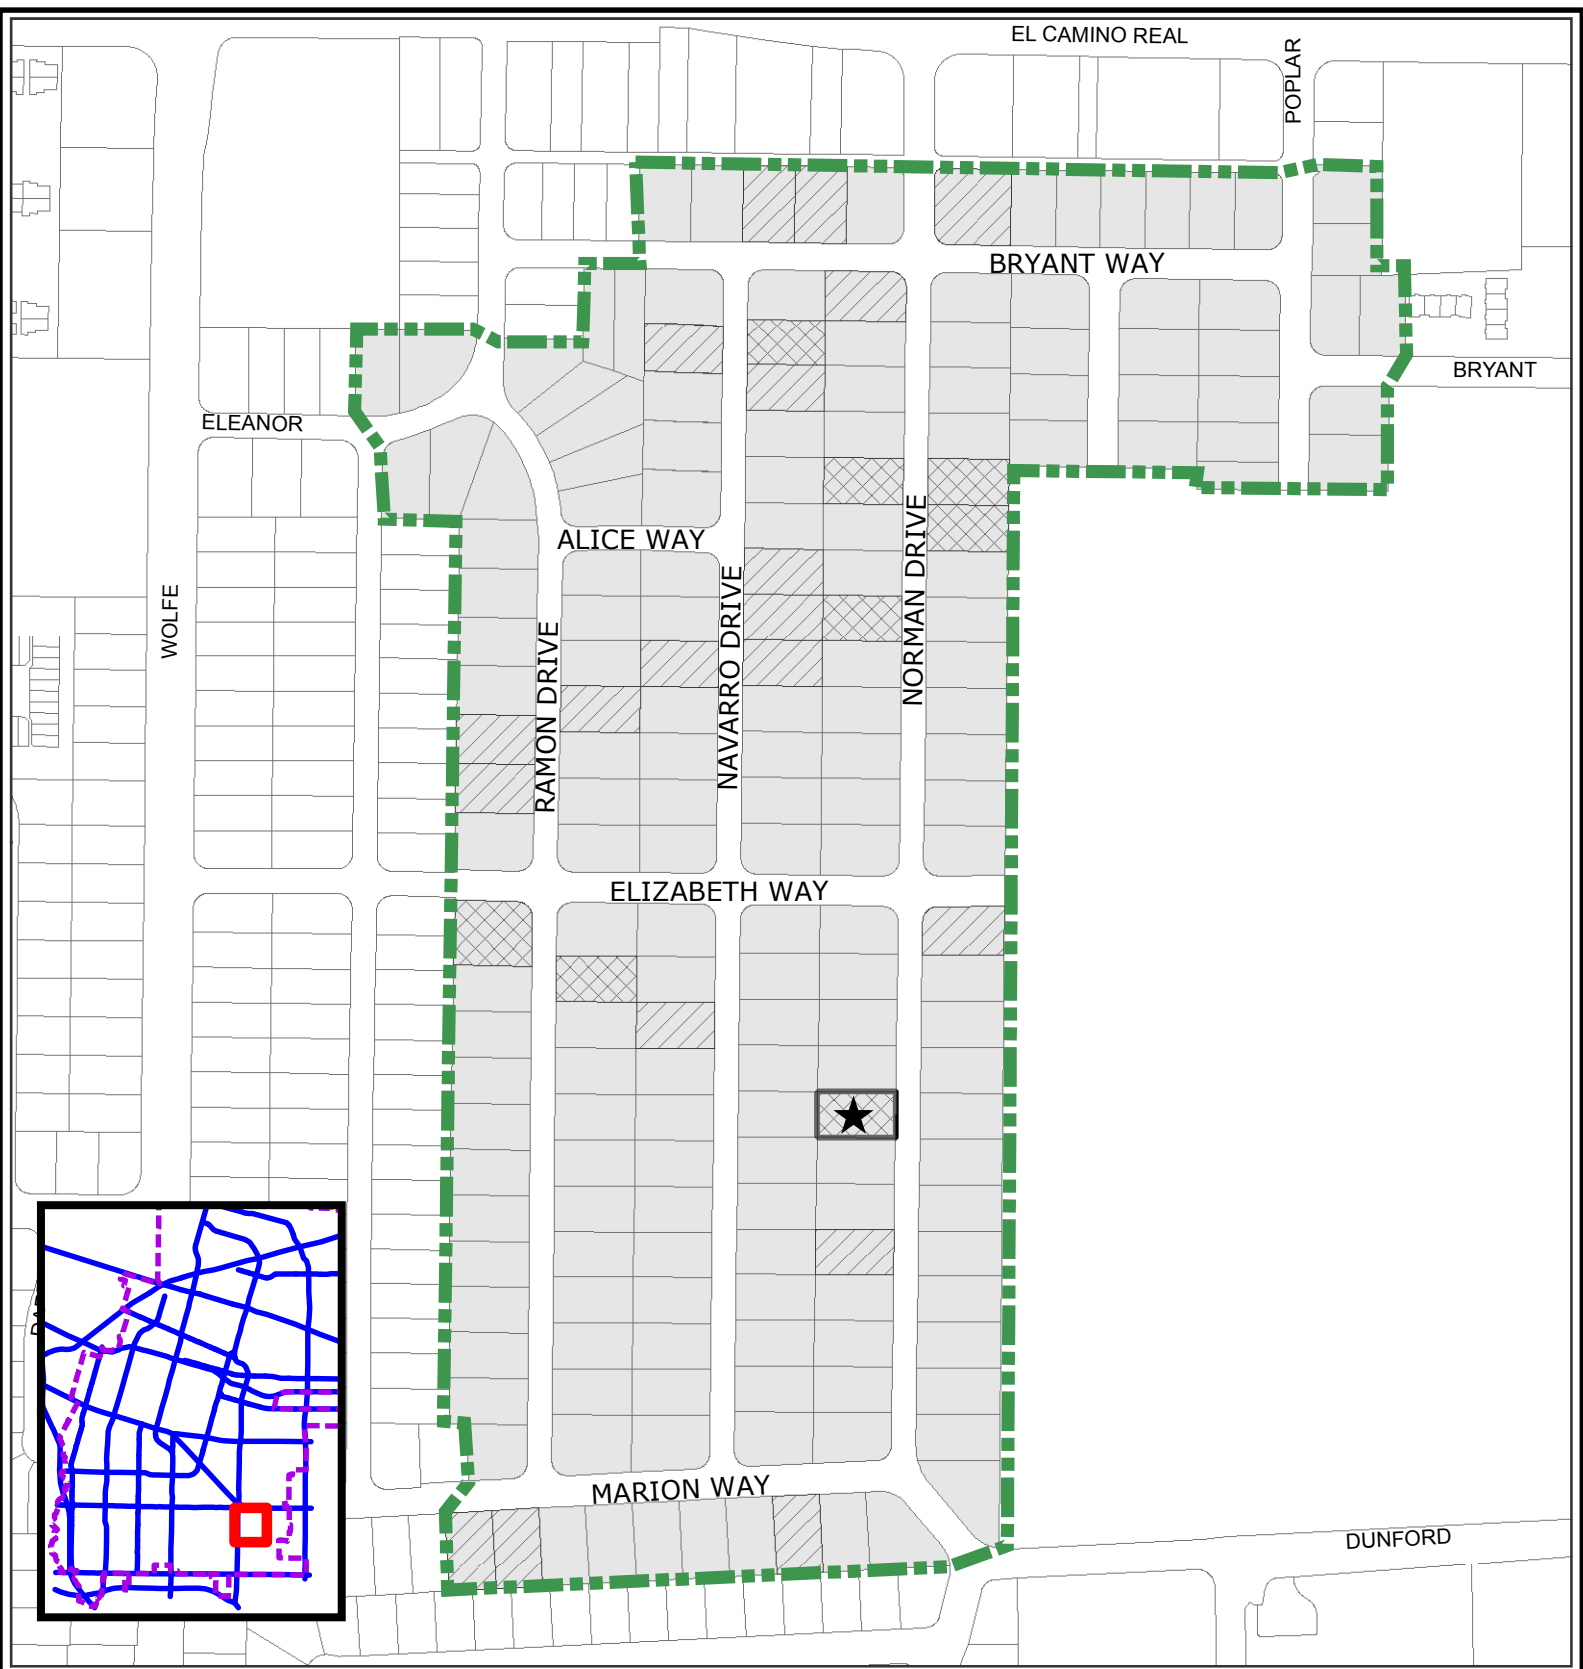 EL CAMINO REAL
POPLAR
BRYANT WAY
BRYANT
ELEANOR
ALICE WAY
WOLFE
RAMON DRIVE
NAVARRO DRIVE
NORMAN DRIVE
ELIZABETH WAY
MARION WAY
DUNFORD